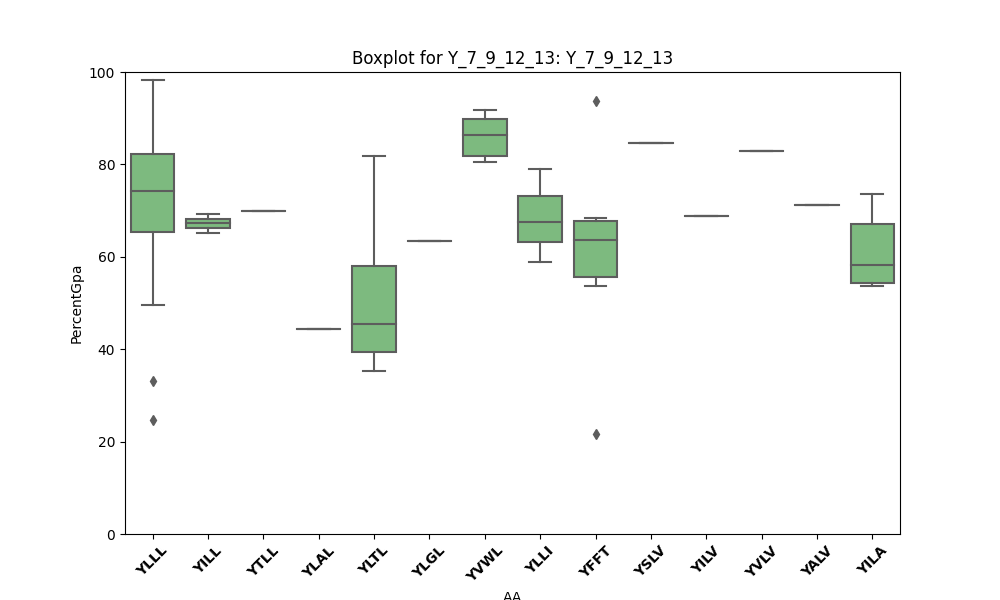 Boxplot for Y_7_9_12_13: Y_7_9_12_13
100
80
60
40
20
0
PercentGpa
YLLL
YILL
YTLL
YLAL
YLTL
YLGL
YVWL
YLLI
YFFT
YSLV
YILV
YVLV
YALV
YILA
AA